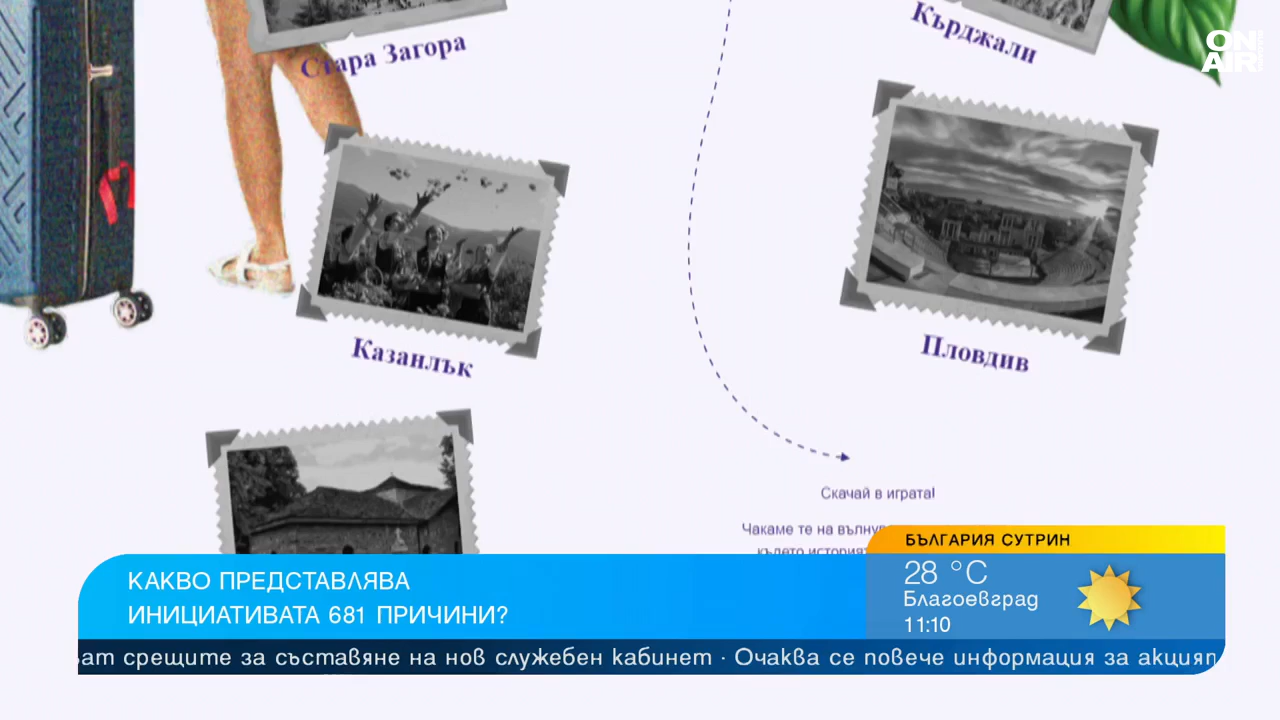 Стара Загора
Кърджали
ON
AIR
Казанлък
Пловдив
Скачай в играта!
Чакаме те на
където
БЪЛГАРИЯ СУТРИН
КАКВО ПРЕДСТАВЛЯВА
ИНИЦИАТИВАТА 681 ПРИЧИНИ?
28 °C
Благоевград
11:10
срещите за съставяне на нов служебен кабинет · Очаква се повече информация за